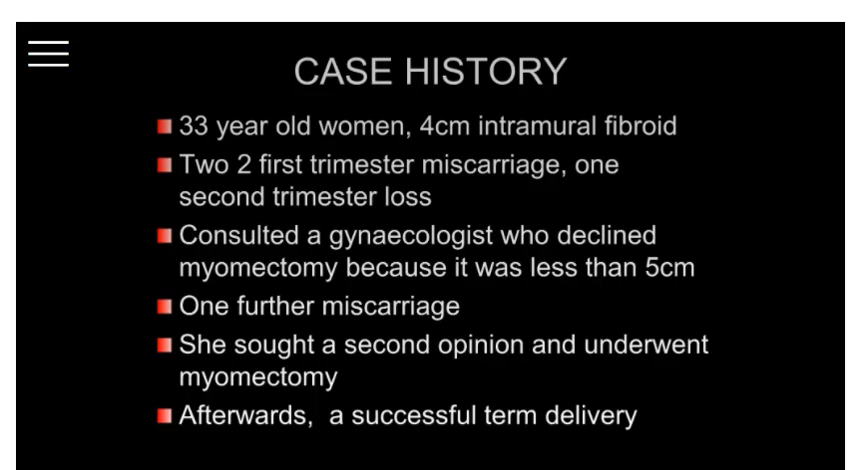 CASE HISTORY
33 year old women, 4cm intramural fibroid
Two 2 first trimester miscarriage, one
second trimester loss
Consulted a gynaecologist who declined
myomectomy because it was less than 5cm
One further miscarriage
She sought a second opinion and underwent
myomectomy
Afterwards,  a successful term delivery